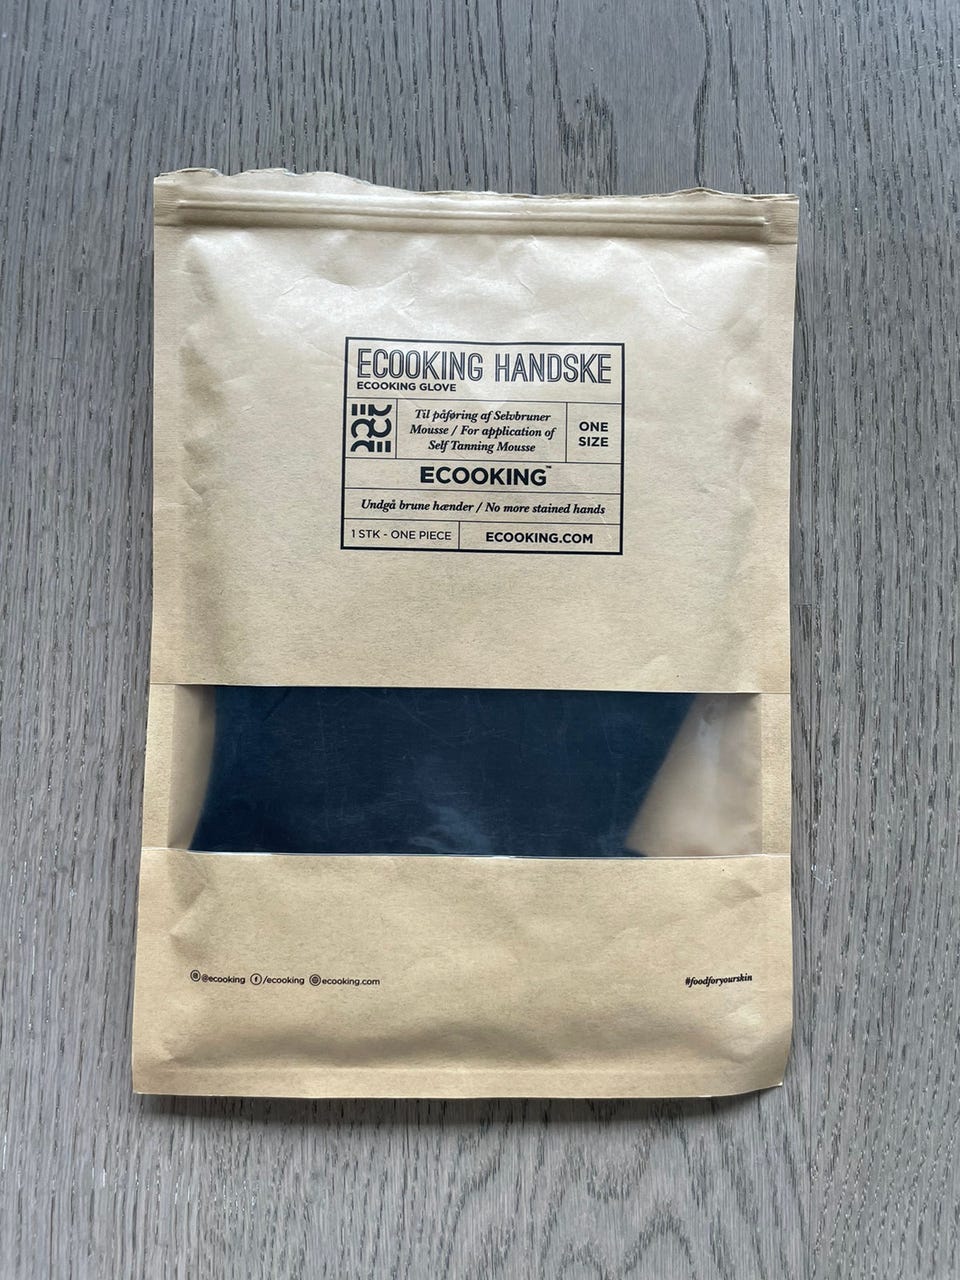 ECOOKING HANDSKE
ECOOKING GLOVE
Til påføring af Selvbruner
Mousse / For application of
Self Tanning Mousse
ONE
SIZE
ECOOKING™
Undgå brune hænder / No more stained hands
1 STK - ONE PIECE
ECOOKING.COM
@ecooking /ecooking ecooking.com
#foodforyourskin